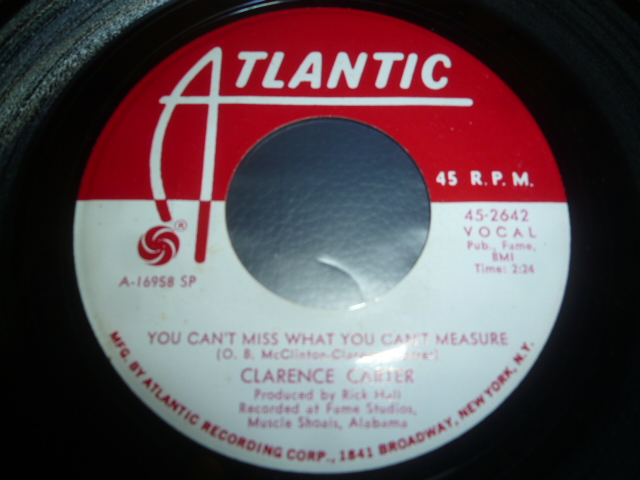 ATLANTIC
45 R.P.M.
45-2642
VOCAL
Pub., Fame,
BMI
Time: 2:24
A-16958 SP
YOU CAN'T MISS WHAT YOU CAN'T MEASURE
(O. B. McClinton-Clarence Carter)
CLARENCE CARTER
Produced by Rick Hall
Recorded at Fame Studios,
Muscle Shoals, Alabama
MFG. BY ATLANTIC RECORDING CORP., 1841 BROADWAY, NEW YORK, N.Y.